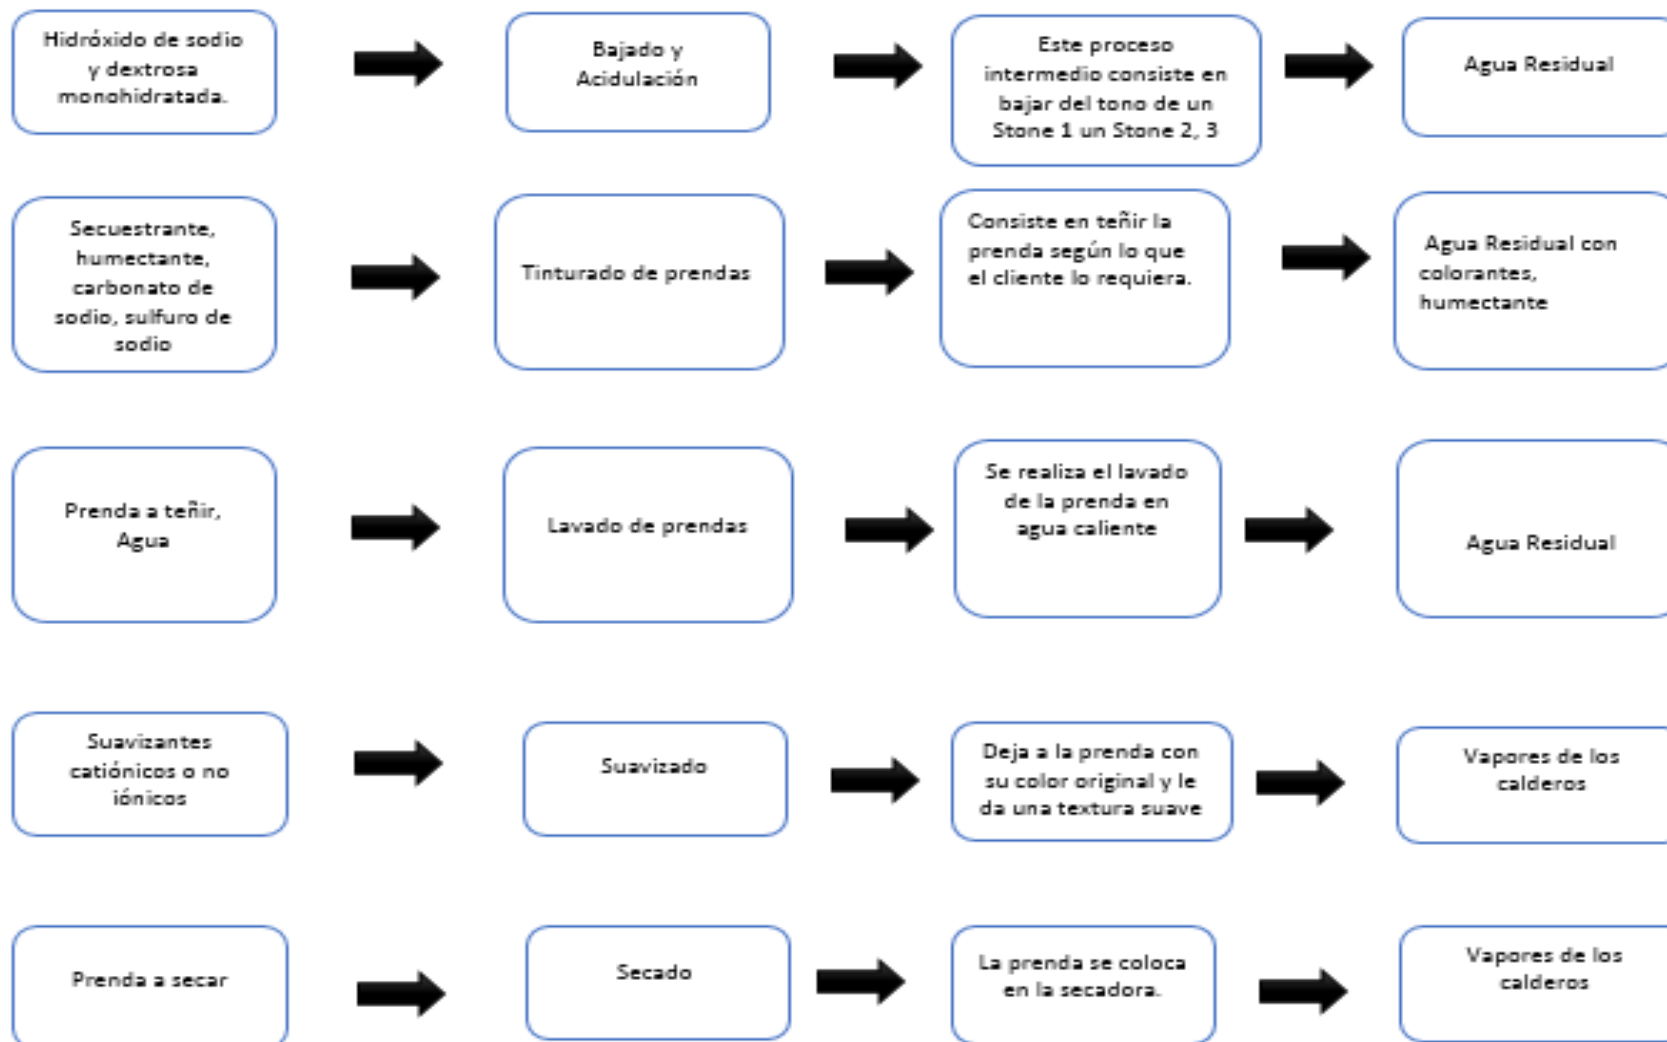 Hidróxido de sodio
y dextrosa
monohidratada.
Bajado y
Acidulación
Este proceso
intermedio consiste en
bajar del tono de un
Stone 1 un Stone 2, 3
Agua Residual
Secuestrante,
humectante,
carbonato de
sodio, sulfuro de
sodio
Tinturado de prendas
Consiste en teñir la
prenda según lo que
el cliente lo requiera.
Agua Residual con
colorantes,
humectante
Prenda a teñir,
Agua
Lavado de prendas
Se realiza el lavado
de la prenda en
agua caliente
Agua Residual
Suavizantes
catiónicos o no
iónicos
Suavizado
Deja a la prenda con
su color original y le
da una textura suave
Vapores de los
calderos
Prenda a secar
Secado
La prenda se coloca
en la secadora.
Vapores de los
calderos